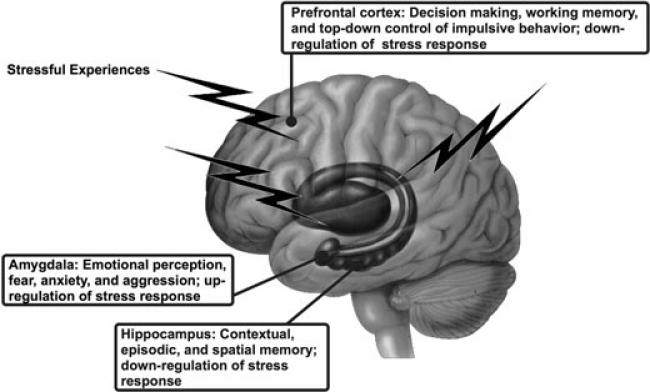 Prefrontal cortex: Decision making, working memory,
and top-down control of impulsive behavior; down-
regulation of stress response
Stressful Experiences
Amygdala: Emotional perception,
fear, anxiety, and aggression; up-
regulation of stress response
Hippocampus: Contextual,
episodic, and spatial memory;
down-regulation of stress
response